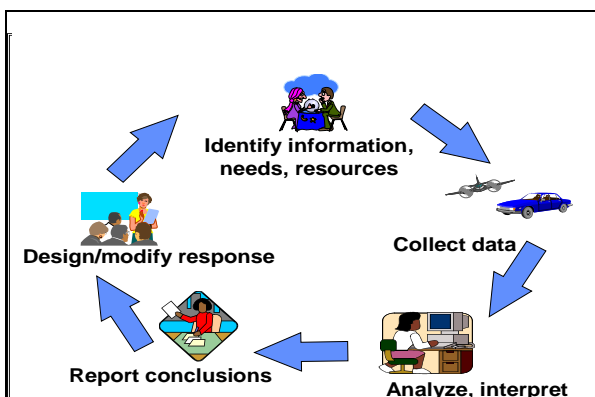 Identify information,
needs, resources
Collect data
Analyze, interpret
Report conclusions
Design/modify response